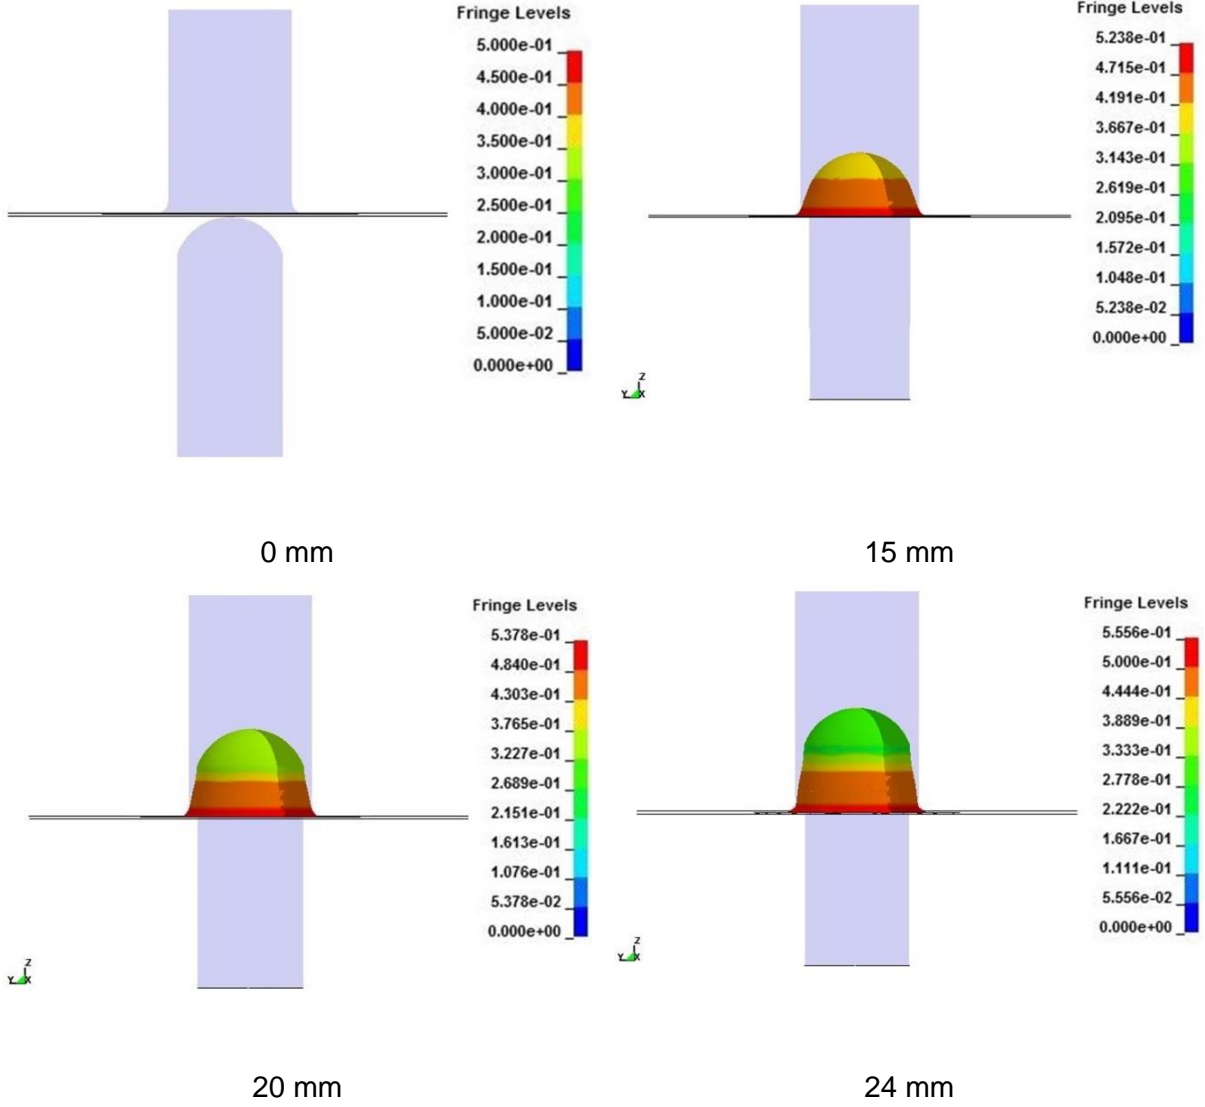 Fringe Levels
5.000e-01
4.500e-01
4.000e-01
3.500e-01
3.000e-01
2.500e-01
2.000e-01
1.500e-01
1.000e-01
5.000e-02
0.000e+00
0 mm
Fringe Levels
5.238e-01
4.715e-01
4.191e-01
3.667e-01
3.143e-01
2.619e-01
2.095e-01
1.572e-01
1.048e-01
5.238e-02
0.000e+00
Z
Y X
15 mm
Fringe Levels
5.378e-01
4.840e-01
4.303e-01
3.765e-01
3.227e-01
2.689e-01
2.151e-01
1.613e-01
1.076e-01
5.378e-02
0.000e+00
Z
Y X
20 mm
Fringe Levels
5.556e-01
5.000e-01
4.444e-01
3.889e-01
3.333e-01
2.778e-01
2.222e-01
1.667e-01
1.111e-01
5.556e-02
0.000e+00
Z
Y X
24 mm